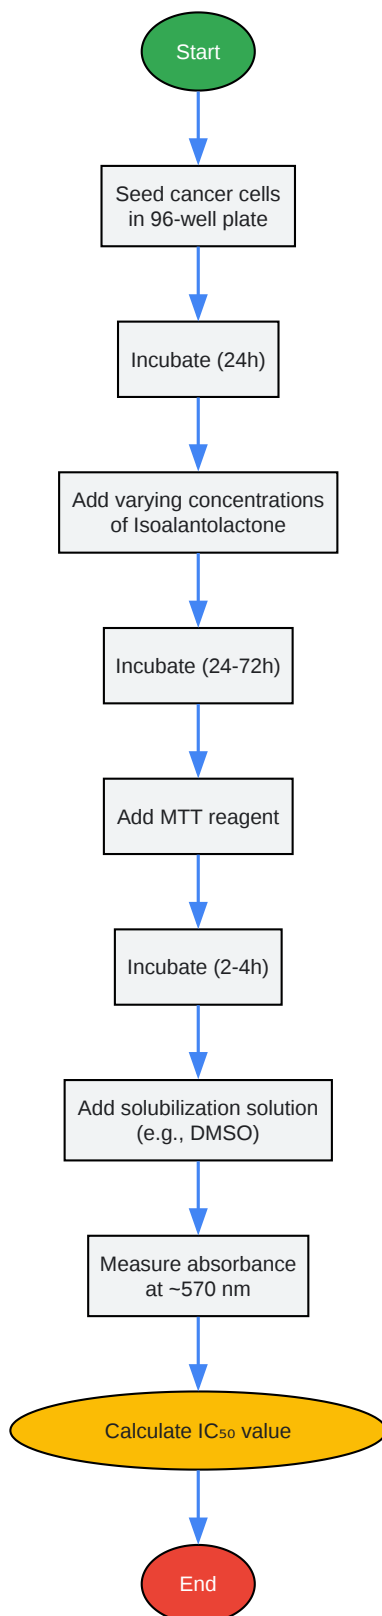 Start
Seed cancer cells
in 96-well plate
Incubate (24h)
Add varying concentrations
of Isoalantolactone
Incubate (24-72h)
Add MTT reagent
Incubate (2-4h)
Add solubilization solution
(e.g., DMSO)
Measure absorbance
at ~570 nm
Calculate IC₅₀ value
End